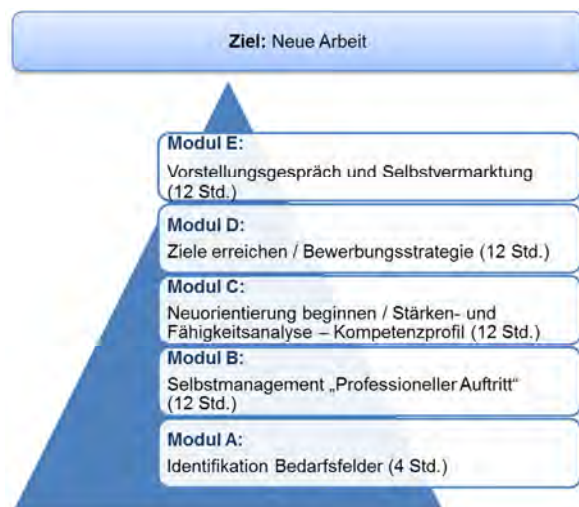 Ziel: Neue Arbeit
Modul E:
Vorstellungsgespräch und Selbstvermarktung
(12 Std.)
Modul D:
Ziele erreichen / Bewerbungsstrategie (12 Std.)
Modul C:
Neuorientierung beginnen / Stärken- und
Fähigkeitsanalyse – Kompetenzprofil (12 Std.)
Modul B:
Selbstmanagement „Professioneller Auftritt“
(12 Std.)
Modul A:
Identifikation Bedarfsfelder (4 Std.)